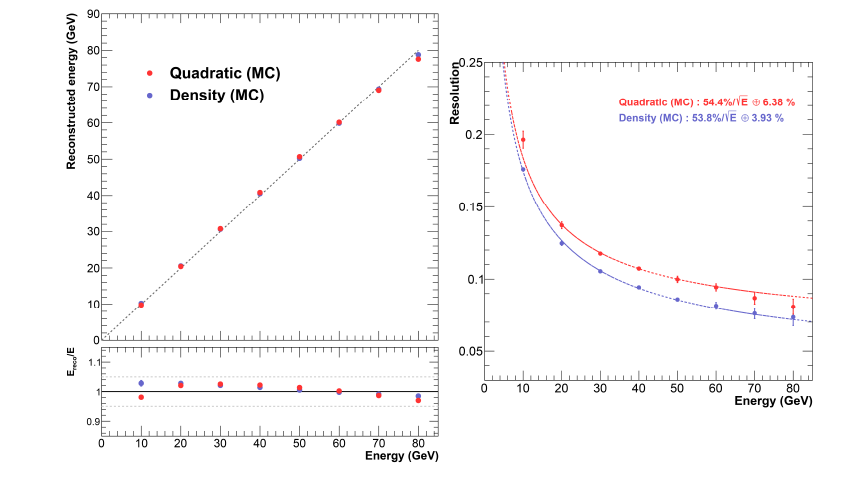 Reconstructed energy (GeV)
90
80
70
60
50
40
30
20
10
0
Quadratic (MC)
Density (MC)
E_reco/E
1.1
1
0.9
0 10 20 30 40 50 60 70 80
Energy (GeV)
Resolution
0.25
0.2
0.15
0.1
0.05
Quadratic (MC) : 54.4%/√E ⊕ 6.38 %
Density (MC) : 53.8%/√E ⊕ 3.93 %
0 10 20 30 40 50 60 70 80
Energy (GeV)